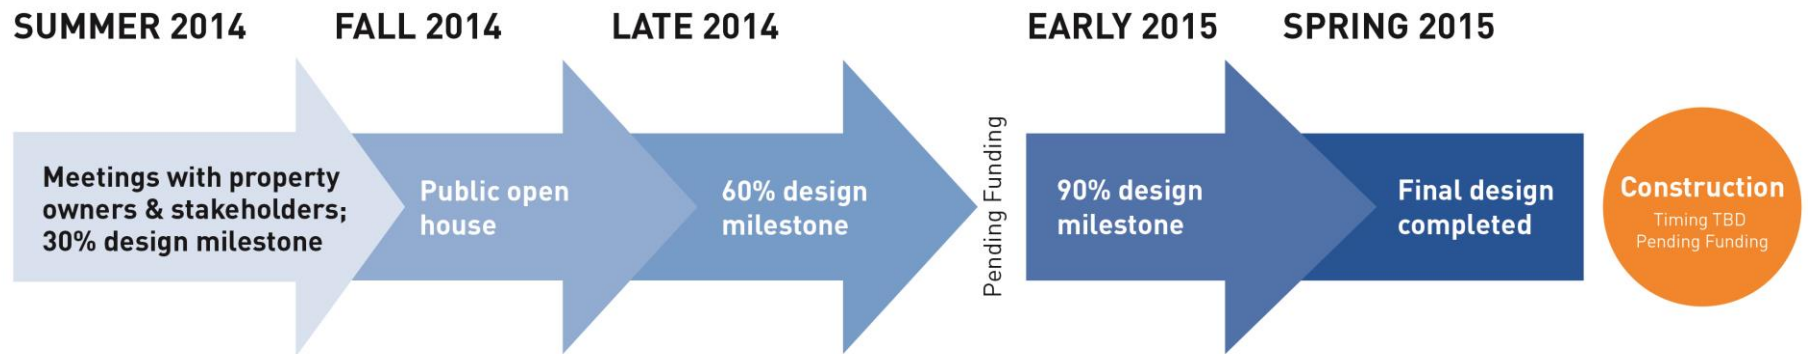 SUMMER 2014
Meetings with property
owners & stakeholders;
30% design milestone
FALL 2014
Public open
house
LATE 2014
60% design
milestone
Pending Funding
EARLY 2015
90% design
milestone
SPRING 2015
Final design
completed
Construction
Timing TBD
Pending Funding